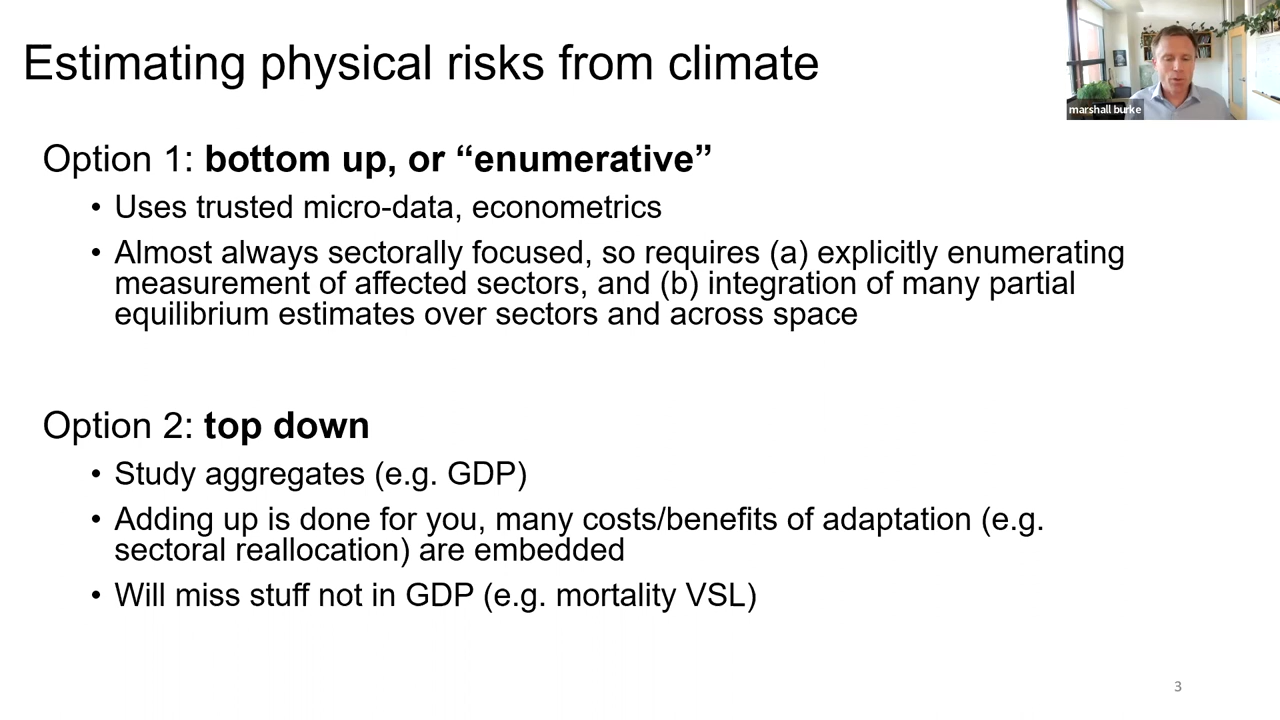 Estimating physical risks from climate
marshall burke
Option 1: bottom up, or “enumerative”
• Uses trusted micro-data, econometrics
• Almost always sectorally focused, so requires (a) explicitly enumerating
measurement of affected sectors, and (b) integration of many partial
equilibrium estimates over sectors and across space
Option 2: top down
• Study aggregates (e.g. GDP)
• Adding up is done for you, many costs/benefits of adaptation (e.g.
sectoral reallocation) are embedded
• Will miss stuff not in GDP (e.g. mortality VSL)
3